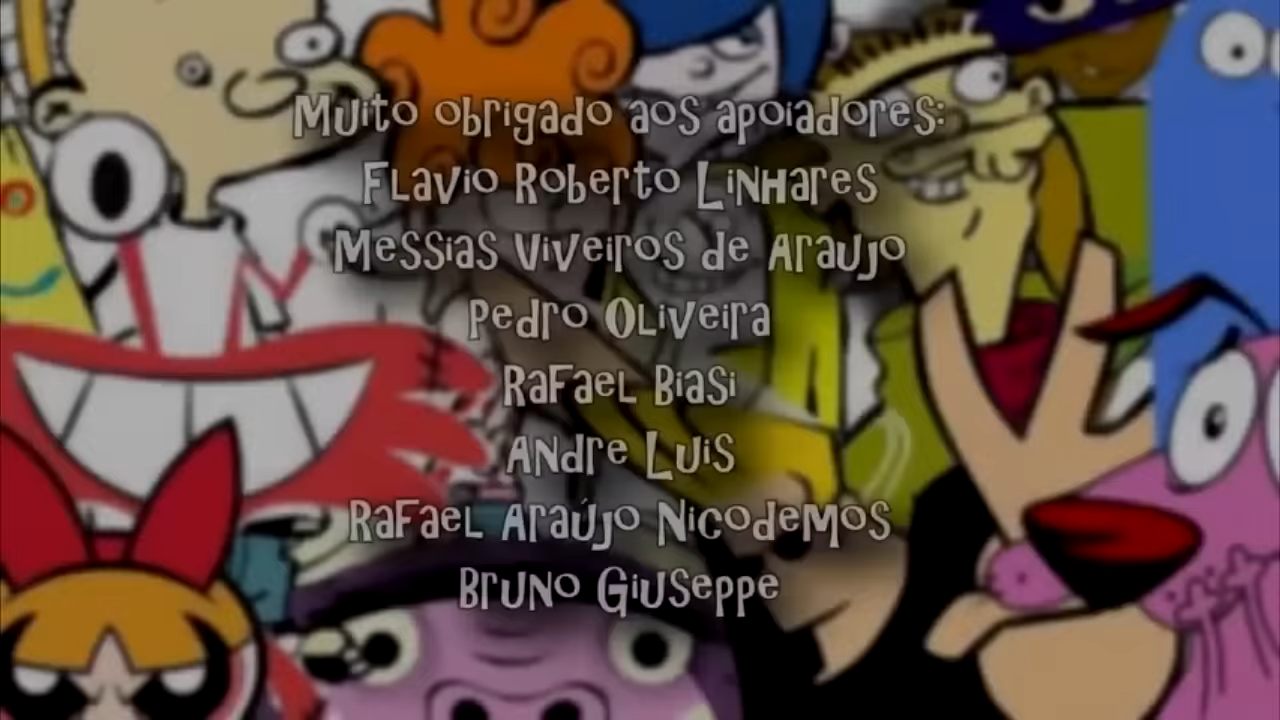 Muito obrigado aos apoiadores:
Flavio Roberto Linhares
Messias Viveiros de Araujo
Pedro Oliveira
Rafael Biasi
Andre Luis
Rafael Araújo Nicodemos
Bruno Giuseppe